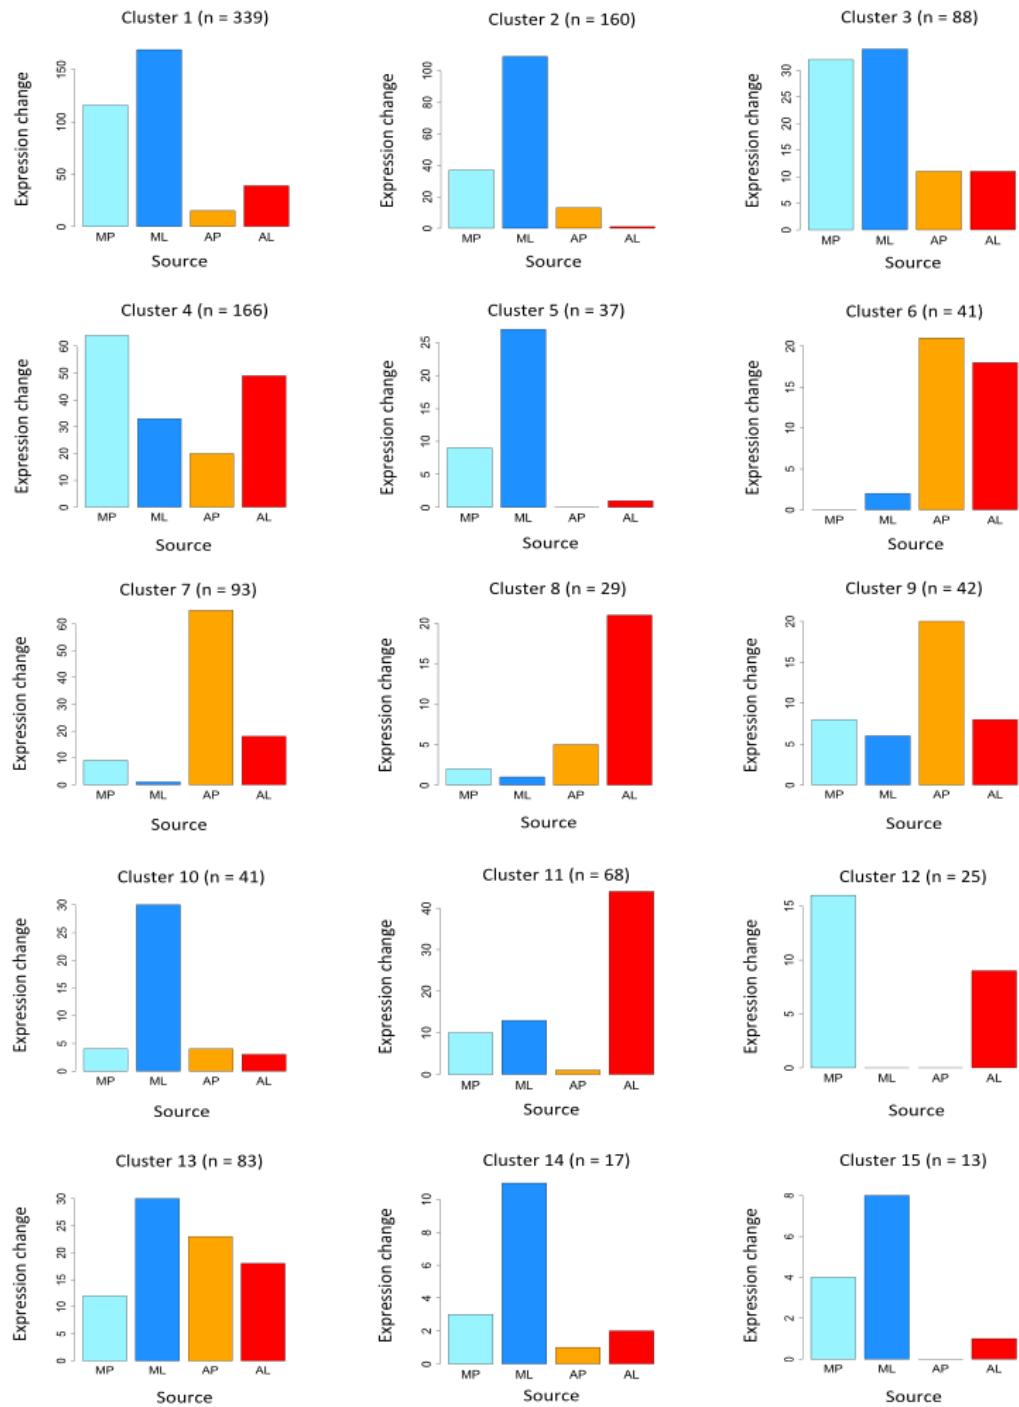 Cluster 1 (n = 339)
Expression change
0 50 100 150
MP ML AP AL
Source
Cluster 2 (n = 160)
Expression change
0 20 40 60 80 100
MP ML AP AL
Source
Cluster 3 (n = 88)
Expression change
0 5 10 15 20 25 30
MP ML AP AL
Source
Cluster 4 (n = 166)
Expression change
0 10 20 30 40 50 60
MP ML AP AL
Source
Cluster 5 (n = 37)
Expression change
0 5 10 15 20 25
MP ML AP AL
Source
Cluster 6 (n = 41)
Expression change
0 5 10 15 20
MP ML AP AL
Source
Cluster 7 (n = 93)
Expression change
0 10 20 30 40 50 60
MP ML AP AL
Source
Cluster 8 (n = 29)
Expression change
0 5 10 15 20
MP ML AP AL
Source
Cluster 9 (n = 42)
Expression change
0 5 10 15 20
MP ML AP AL
Source
Cluster 10 (n = 41)
Expression change
0 5 10 15 20 25 30
MP ML AP AL
Source
Cluster 11 (n = 68)
Expression change
0 10 20 30 40
MP ML AP AL
Source
Cluster 12 (n = 25)
Expression change
0 5 10 15
MP ML AP AL
Source
Cluster 13 (n = 83)
Expression change
0 5 10 15 20 25 30
MP ML AP AL
Source
Cluster 14 (n = 17)
Expression change
0 2 4 6 8 10
MP ML AP AL
Source
Cluster 15 (n = 13)
Expression change
0 2 4 6 8
MP ML AP AL
Source